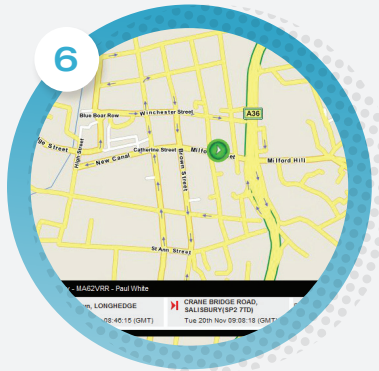 6
A36
Blue Boar Row
Winchester Street
ge Street
High Street
New Canal
Catherine Street
Milfo
et
Milford Hill
Brown Street
St Ann Street
- MA62VRR - Paul White
m, LONGHEDGE
08:46:15 (GMT)
CRANE BRIDGE ROAD,
SALISBURY(SP2 7TD)
Tue 20th Nov 09:08:18 (GMT)